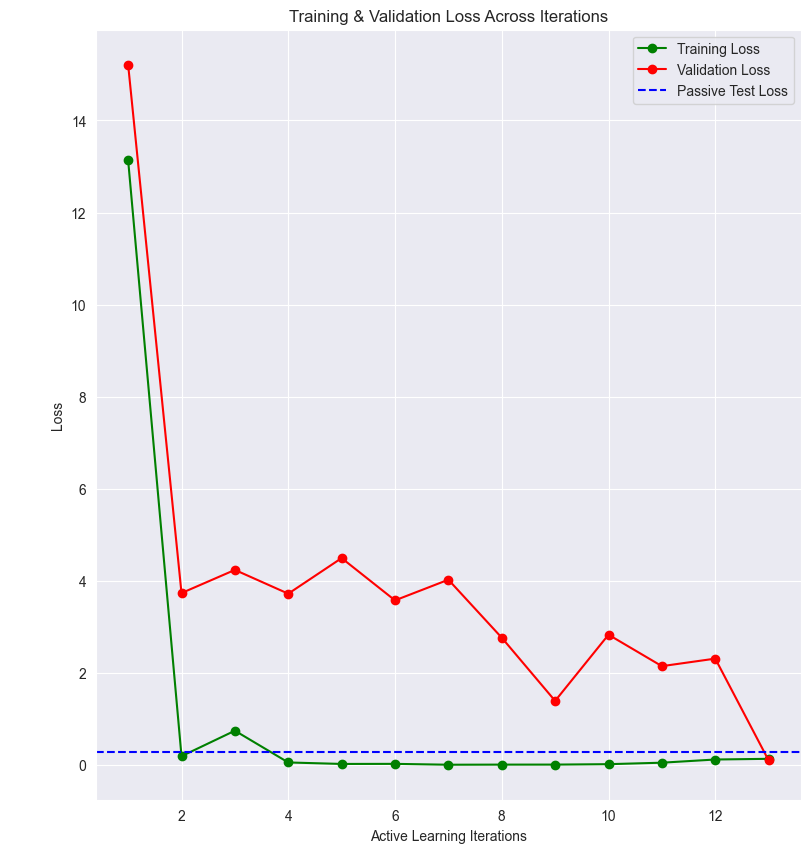 Training & Validation Loss Across Iterations
Training Loss
Validation Loss
Passive Test Loss
Loss
14
12
10
8
6
4
2
0
2 4 6 8 10 12
Active Learning Iterations